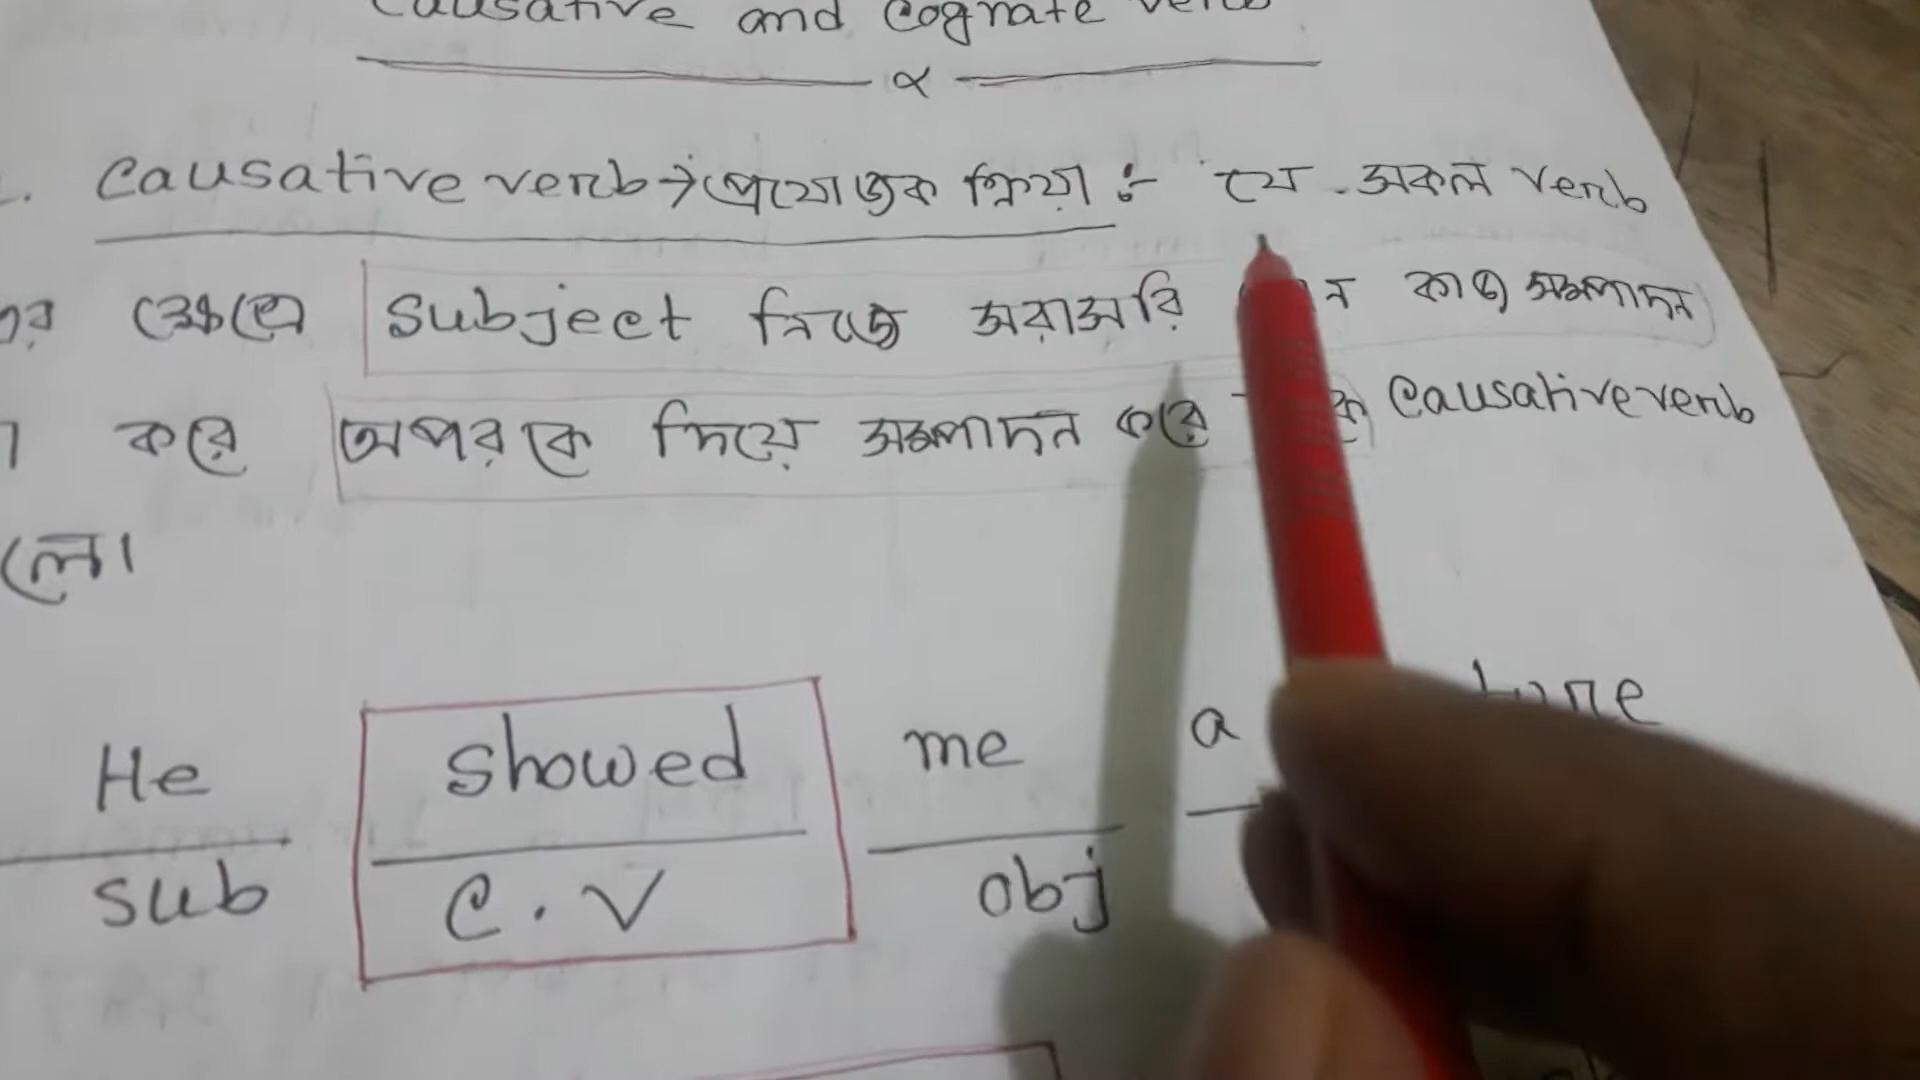 Causative and Cognate verb
Causative verb → প্রযোজক ক্রিয়া :- যে সকল verb
এর ক্ষেত্রে Subject নিজে সরাসরি কাজ সম্পাদন
করে অপরকে দিয়ে সম্পাদন করে Causative verb
He showed me a
sub C.V obj